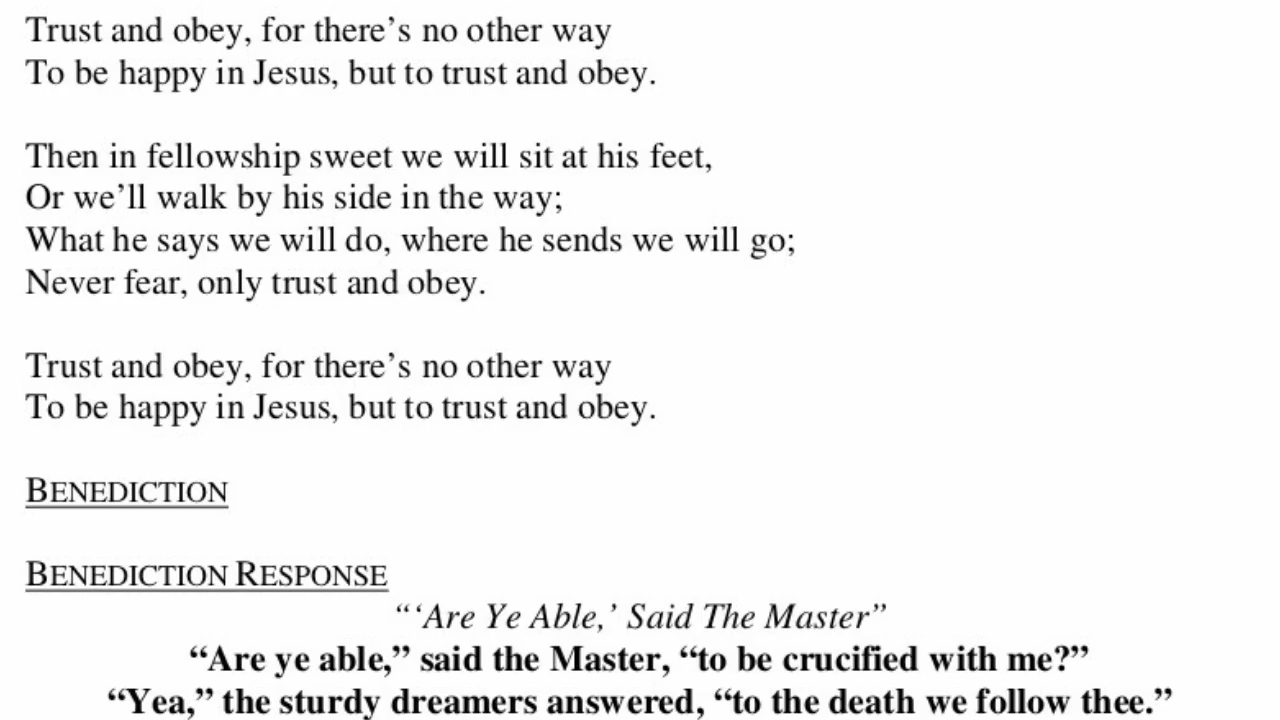 Trust and obey, for there’s no other way
To be happy in Jesus, but to trust and obey.
Then in fellowship sweet we will sit at his feet,
Or we’ll walk by his side in the way;
What he says we will do, where he sends we will go;
Never fear, only trust and obey.
Trust and obey, for there’s no other way
To be happy in Jesus, but to trust and obey.
BENEDICTION
BENEDICTION RESPONSE
“‘Are Ye Able,’ Said The Master”
“Are ye able,” said the Master, “to be crucified with me?”
“Yea,” the sturdy dreamers answered, “to the death we follow thee.”